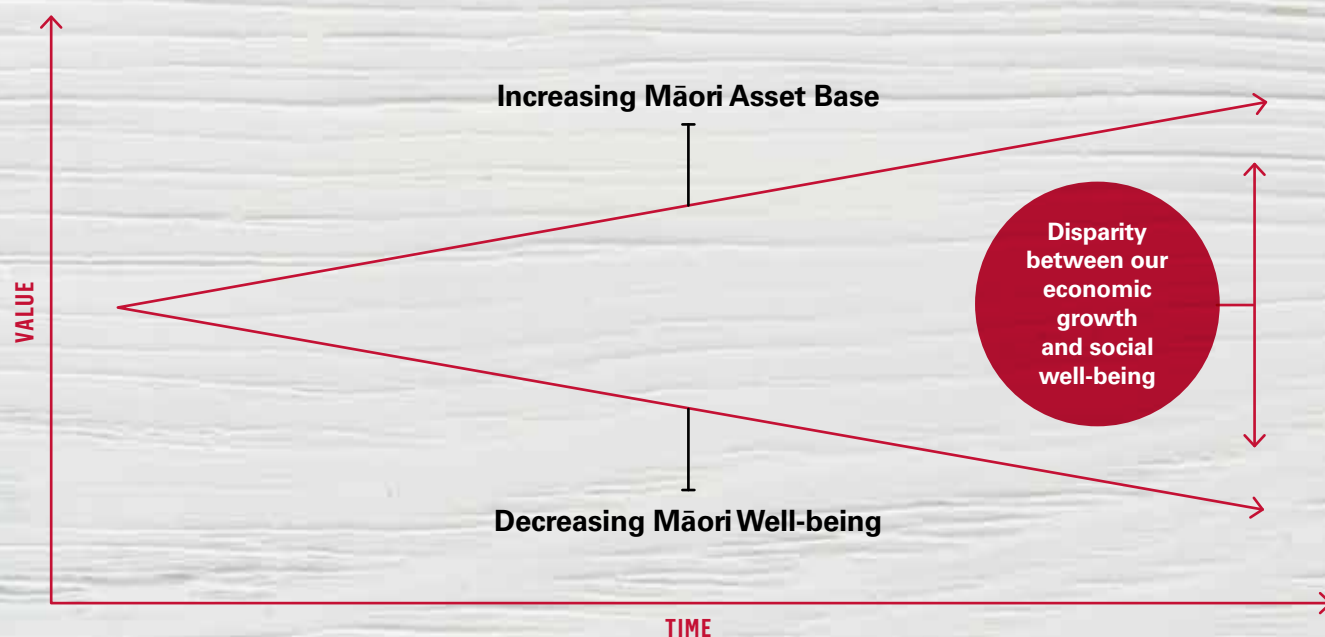 Increasing Māori Asset Base
Disparity
between our
economic
growth
and social
well-being
VALUE
Decreasing Māori Well-being
TIME